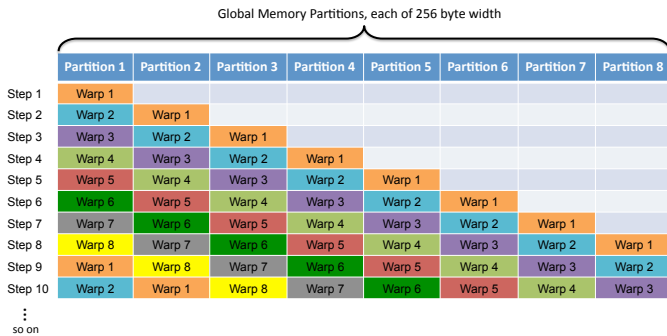 Global Memory Partitions, each of 256 byte width
Partition 1 Partition 2 Partition 3 Partition 4 Partition 5 Partition 6 Partition 7 Partition 8
Step 1 Warp 1
Step 2 Warp 2 Warp 1
Step 3 Warp 3 Warp 2 Warp 1
Step 4 Warp 4 Warp 3 Warp 2 Warp 1
Step 5 Warp 5 Warp 4 Warp 3 Warp 2 Warp 1
Step 6 Warp 6 Warp 5 Warp 4 Warp 3 Warp 2 Warp 1
Step 7 Warp 7 Warp 6 Warp 5 Warp 4 Warp 3 Warp 2 Warp 1
Step 8 Warp 8 Warp 7 Warp 6 Warp 5 Warp 4 Warp 3 Warp 2 Warp 1
Step 9 Warp 1 Warp 8 Warp 7 Warp 6 Warp 5 Warp 4 Warp 3 Warp 2
Step 10 Warp 2 Warp 1 Warp 8 Warp 7 Warp 6 Warp 5 Warp 4 Warp 3
⋮
so on